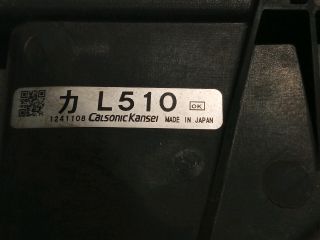 カ L510 OK
1241108 CalsonicKansei MADE IN JAPAN